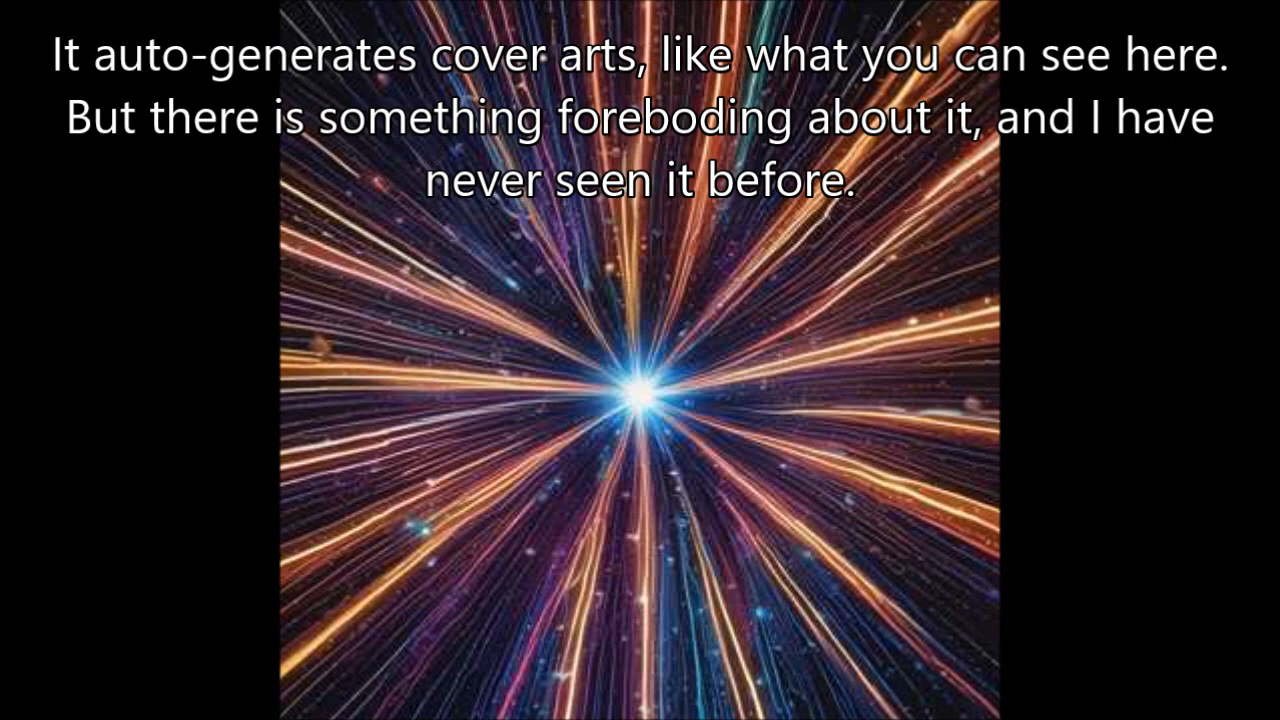 It auto-generates cover arts, like what you can see here.
But there is something foreboding about it, and I have
never seen it before.